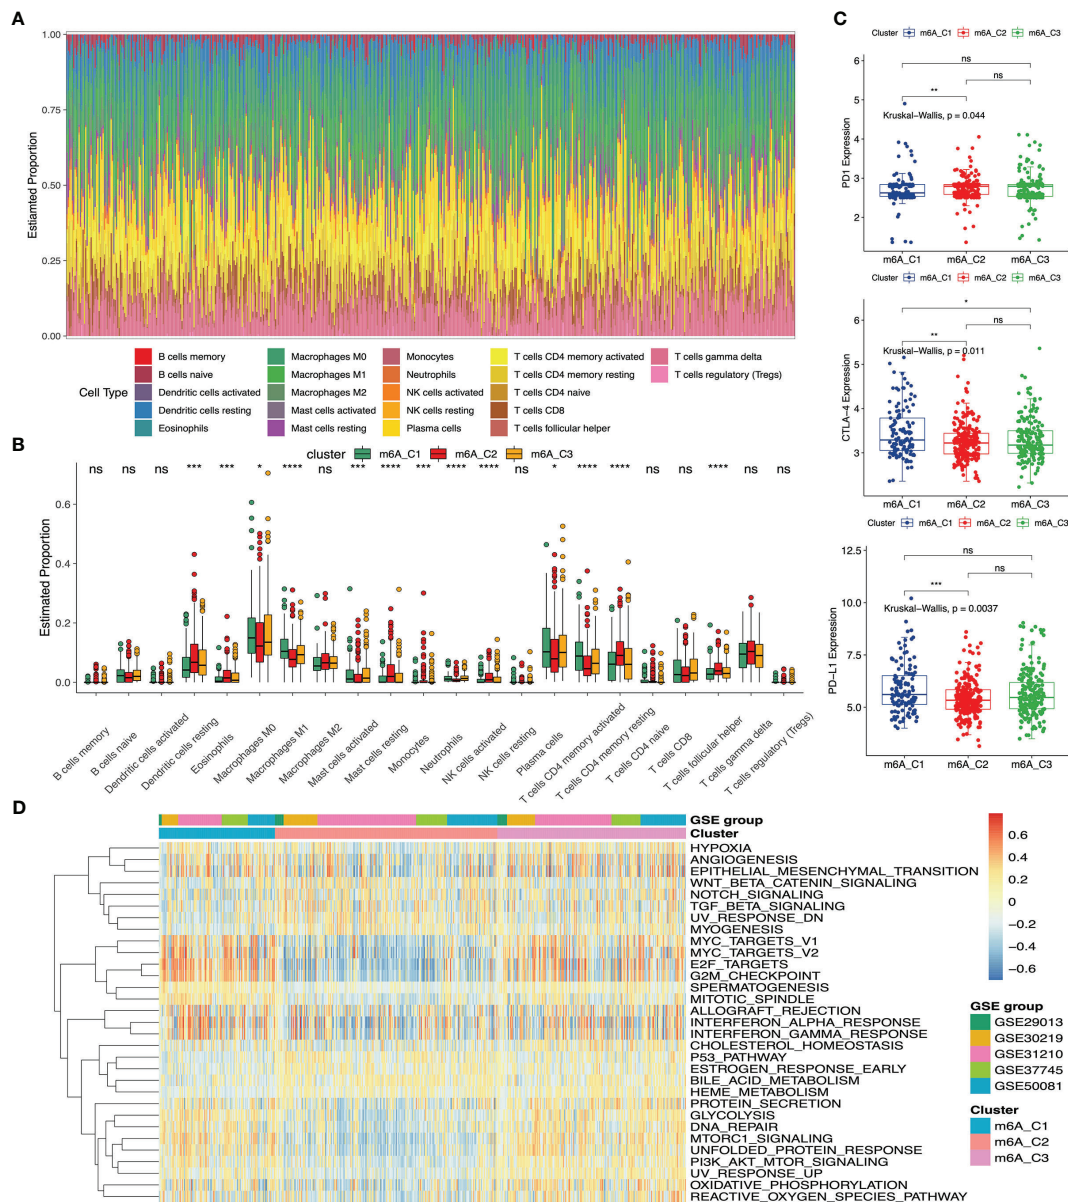 A
1.00
0.75
0.50
0.25
0.00
Estiamted Proportion
Cell Type
B cells memory
B cells naive
Dendritic cells activated
Dendritic cells resting
Eosinophils
Macrophages M0
Macrophages M1
Macrophages M2
Mast cells activated
Mast cells resting
Monocytes
Neutrophils
NK cells activated
NK cells resting
Plasma cells
T cells CD4 memory activated
T cells CD4 memory resting
T cells CD4 naive
T cells CD8
T cells follicular helper
T cells gamma delta
T cells regulatory (Tregs)
B
cluster m6A_C1 m6A_C2 m6A_C3
ns ns ns *** *** * **** ns *** **** *** **** **** ns * **** **** ns ns **** ns ns
0.6
0.4
0.2
0.0
Estimated Proportion
B cells memory
B cells naive
Dendritic cells activated
Dendritic cells resting
Eosinophils
Macrophages M0
Macrophages M1
Macrophages M2
Mast cells activated
Mast cells resting
Monocytes
Neutrophils
NK cells activated
NK cells resting
Plasma cells
T cells CD4 memory activated
T cells CD4 memory resting
T cells CD4 naive
T cells CD8
T cells follicular helper
T cells gamma delta
T cells regulatory (Tregs)
C
Cluster m6A_C1 m6A_C2 m6A_C3
6
5
4
3
2
PD1 Expression
ns
ns
**
Kruskal−Wallis, p = 0.044
m6A_C1 m6A_C2 m6A_C3
Cluster m6A_C1 m6A_C2 m6A_C3
6
5
4
3
CTLA−4 Expression
*
ns
**
Kruskal−Wallis, p = 0.011
m6A_C1 m6A_C2 m6A_C3
Cluster m6A_C1 m6A_C2 m6A_C3
12.5
10.0
7.5
5.0
PD−L1 Expression
ns
ns
***
Kruskal−Wallis, p = 0.0037
m6A_C1 m6A_C2 m6A_C3
D
GSE group
Cluster
HYPOXIA
ANGIOGENESIS
EPITHELIAL_MESENCHYMAL_TRANSITION
WNT_BETA_CATENIN_SIGNALING
NOTCH_SIGNALING
TGF_BETA_SIGNALING
UV_RESPONSE_DN
MYOGENESIS
MYC_TARGETS_V1
MYC_TARGETS_V2
E2F_TARGETS
G2M_CHECKPOINT
SPERMATOGENESIS
MITOTIC_SPINDLE
ALLOGRAFT_REJECTION
INTERFERON_ALPHA_RESPONSE
INTERFERON_GAMMA_RESPONSE
CHOLESTEROL_HOMEOSTASIS
P53_PATHWAY
ESTROGEN_RESPONSE_EARLY
BILE_ACID_METABOLISM
HEME_METABOLISM
PROTEIN_SECRETION
GLYCOLYSIS
DNA_REPAIR
MTORC1_SIGNALING
UNFOLDED_PROTEIN_RESPONSE
PI3K_AKT_MTOR_SIGNALING
UV_RESPONSE_UP
OXIDATIVE_PHOSPHORYLATION
REACTIVE_OXYGEN_SPECIES_PATHWAY
0.6
0.4
0.2
0
−0.2
−0.4
−0.6
GSE group
GSE29013
GSE30219
GSE31210
GSE37745
GSE50081
Cluster
m6A_C1
m6A_C2
m6A_C3